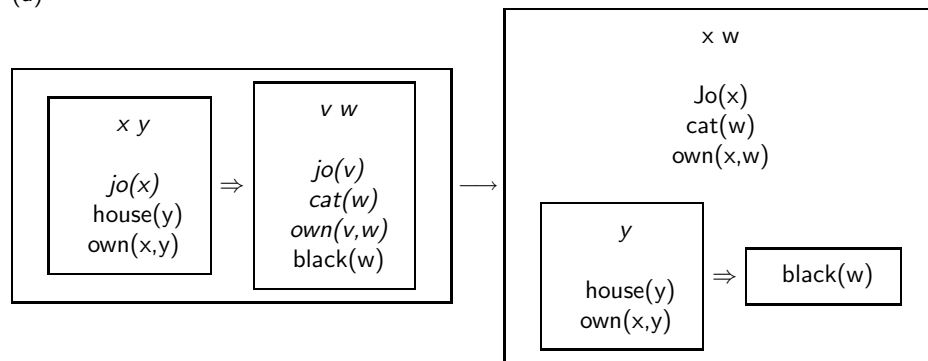 x y
jo(x)
house(y)
own(x,y)
⇒
v w
jo(v)
cat(w)
own(v,w)
black(w)
⟶
x w
Jo(x)
cat(w)
own(x,w)
y
house(y)
own(x,y)
⇒
black(w)